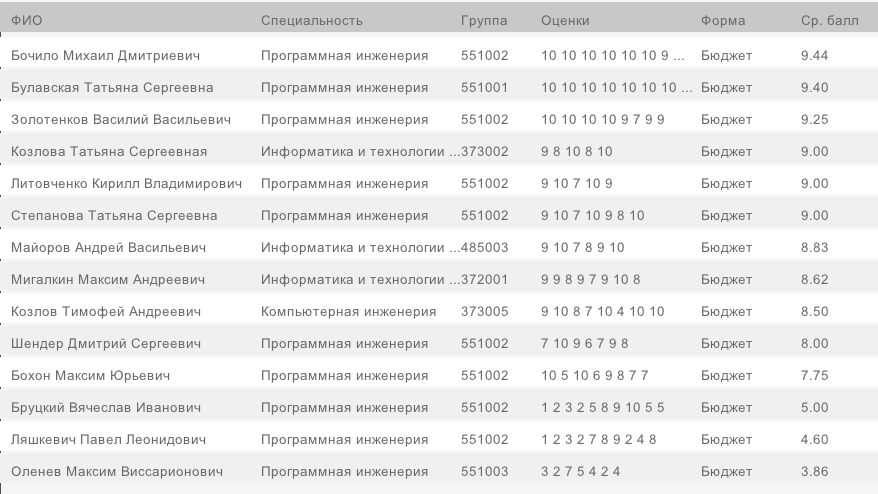 ФИО Специальность Группа Оценки Форма Ср. балл
Бочило Михаил Дмитриевич Программная инженерия 551002 10 10 10 10 10 10 9 ... Бюджет 9.44
Булавская Татьяна Сергеевна Программная инженерия 551001 10 10 10 10 10 10 10 ... Бюджет 9.40
Золотенков Василий Васильевич Программная инженерия 551002 10 10 10 10 9 7 9 9 Бюджет 9.25
Козлова Татьяна Сергеевная Информатика и технологии ...373002 9 8 10 8 10 Бюджет 9.00
Литовченко Кирилл Владимирович Программная инженерия 551002 9 10 7 10 9 Бюджет 9.00
Степанова Татьяна Сергеевна Программная инженерия 551002 9 10 7 10 9 8 10 Бюджет 9.00
Майоров Андрей Васильевич Информатика и технологии ...485003 9 10 7 8 9 10 Бюджет 8.83
Мигалкин Максим Андреевич Информатика и технологии ...372001 9 9 8 9 7 9 10 8 Бюджет 8.62
Козлов Тимофей Андреевич Компьютерная инженерия 373005 9 10 8 7 10 4 10 10 Бюджет 8.50
Шендер Дмитрий Сергеевич Программная инженерия 551002 7 10 9 6 7 9 8 Бюджет 8.00
Бохон Максим Юрьевич Программная инженерия 551002 10 5 10 6 9 8 7 7 Бюджет 7.75
Бруцкий Вячеслав Иванович Программная инженерия 551002 1 2 3 2 5 8 9 10 5 5 Бюджет 5.00
Ляшкевич Павел Леонидович Программная инженерия 551002 1 2 3 2 7 8 9 2 4 8 Бюджет 4.60
Оленев Максим Виссарионович Программная инженерия 551003 3 2 7 5 4 2 4 Бюджет 3.86